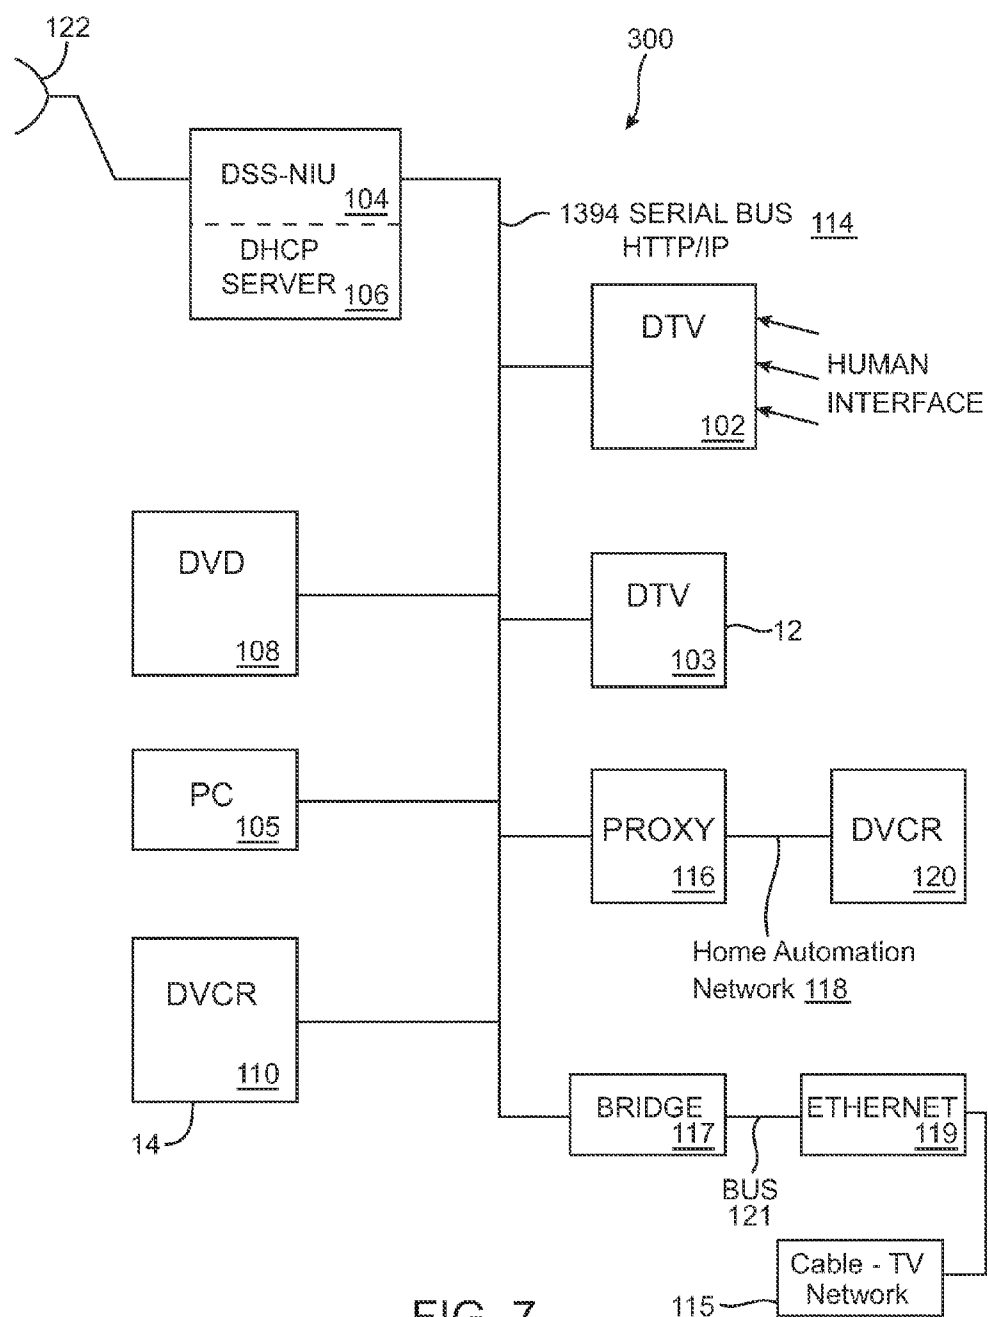 122
300
DSS-NIU
104
1394 SERIAL BUS
HTTP/IP
114
DHCP
SERVER
106
DTV
102
HUMAN
INTERFACE
DVD
108
DTV
103
12
PC
105
PROXY
116
DVCR
120
Home Automation
Network 118
DVCR
110
14
BRIDGE
117
ETHERNET
119
BUS
121
Cable - TV
Network
115
FIG. 7